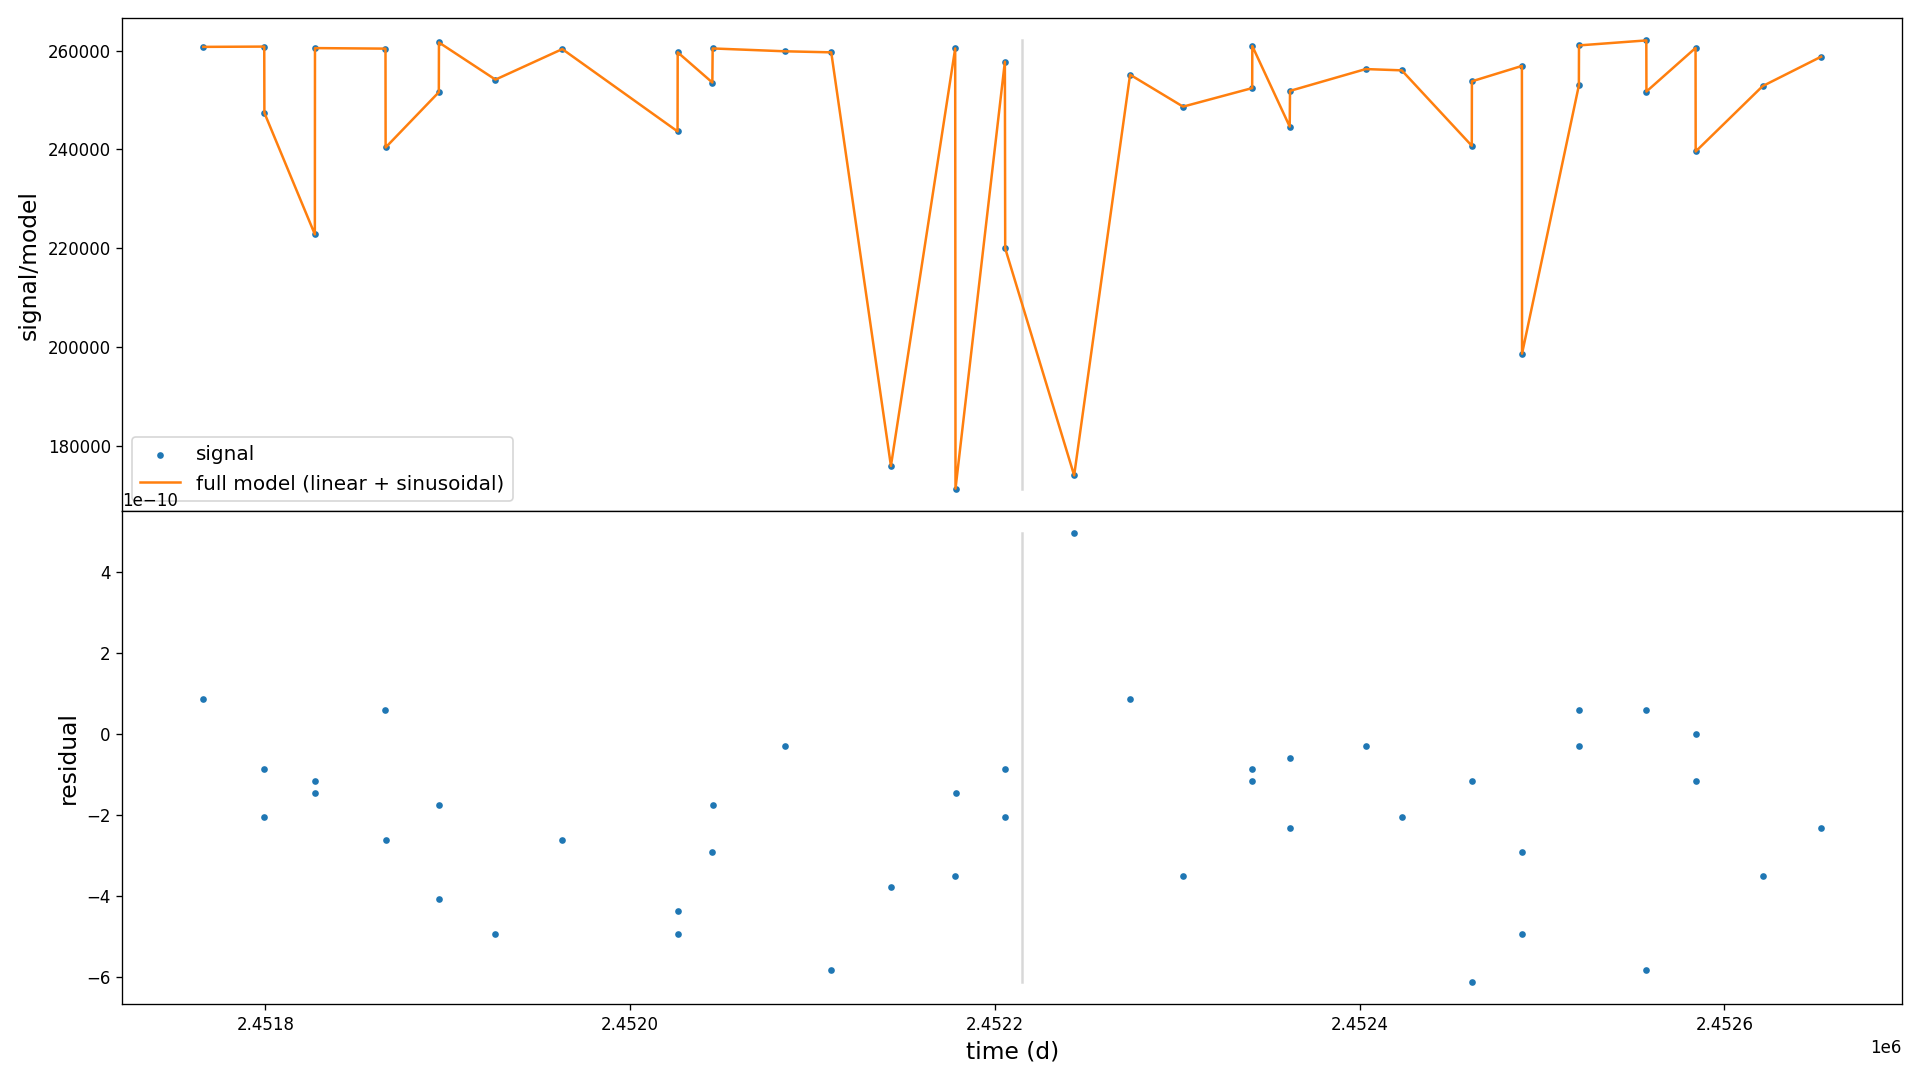 260000
240000
220000
200000
180000
signal/model
signal
full model (linear + sinusoidal)
1e−10
4
2
0
−2
−4
−6
residual
2.4518
2.4520
2.4522
2.4524
2.4526
1e6
time (d)